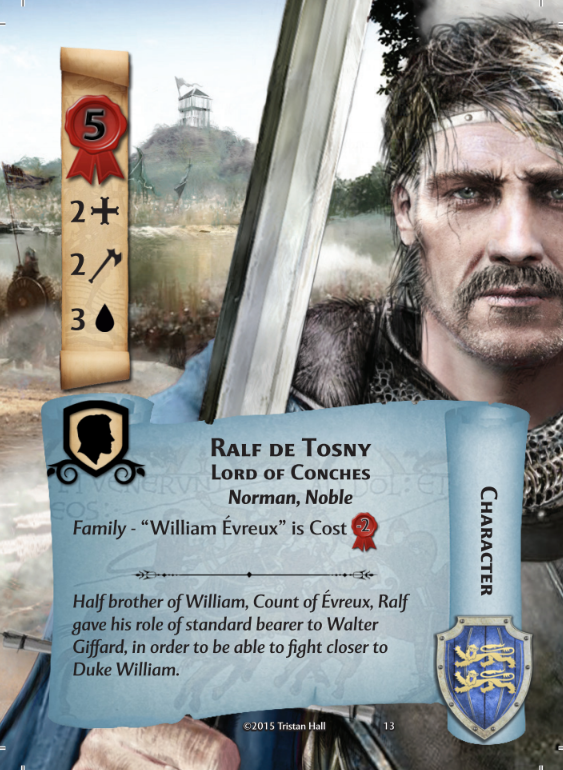 5
2
2
3
RALF DE TOSNY
LORD OF CONCHES
Norman, Noble
Family - “William Évreux” is Cost -2
Half brother of William, Count of Évreux, Ralf
gave his role of standard bearer to Walter
Giffard, in order to be able to fight closer to
Duke William.
CHARACTER
©2015 Tristan Hall
13